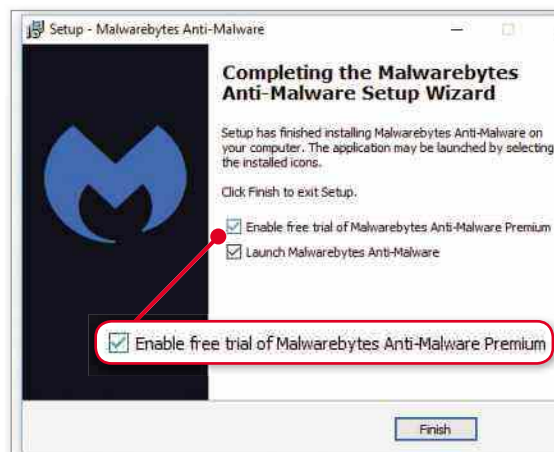 Setup - Malwarebytes Anti-Malware
Completing the Malwarebytes
Anti-Malware Setup Wizard
Setup has finished installing Malwarebytes Anti-Malware on
your computer. The application may be launched by selecting
the installed icons.
Click Finish to exit Setup.
Enable free trial of Malwarebytes Anti-Malware Premium
Launch Malwarebytes Anti-Malware
Enable free trial of Malwarebytes Anti-Malware Premium
Finish